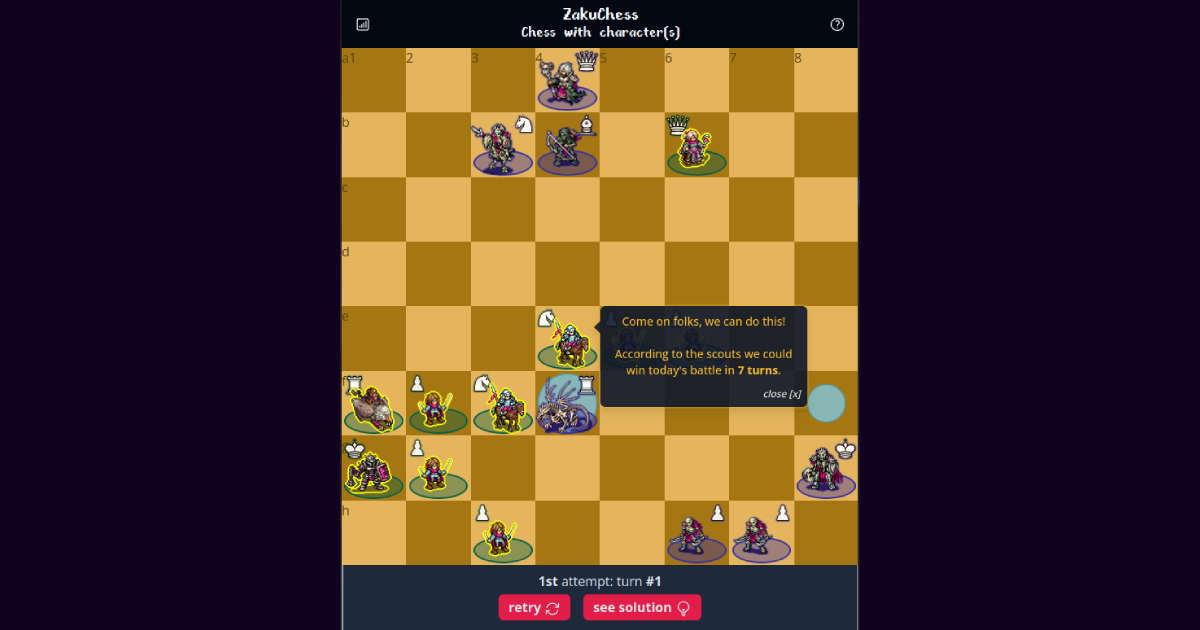 ZakuChess
Chess with character(s)
a1 2 3 4 5 6 7 8
b
c
d
e
Come on folks, we can do this!
According to the scouts we could
win today's battle in 7 turns.
close [x]
f
h
1st attempt: turn #1
retry
see solution